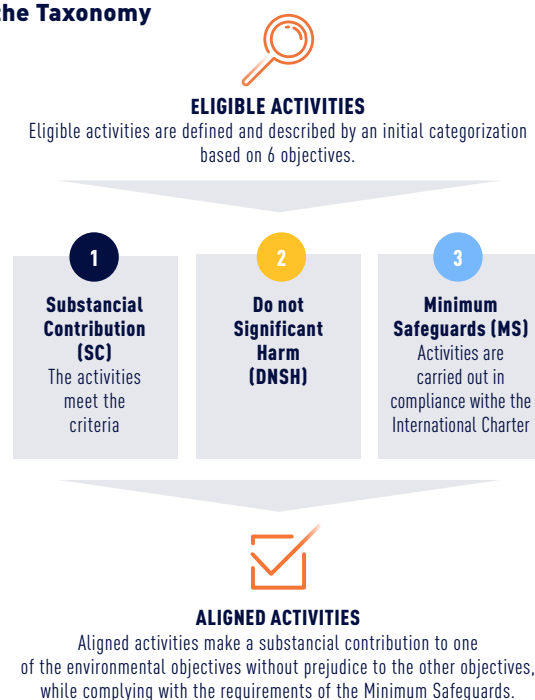 the Taxonomy
ELIGIBLE ACTIVITIES
Eligible activities are defined and described by an initial categorization
based on 6 objectives.
1
Substancial
Contribution
(SC)
The activities
meet the
criteria
2
Do not
Significant
Harm
(DNSH)
3
Minimum
Safeguards (MS)
Activities are
carried out in
compliance withe the
International Charter
ALIGNED ACTIVITIES
Aligned activities make a substancial contribution to one
of the environmental objectives without prejudice to the other objectives,
while complying with the requirements of the Minimum Safeguards.